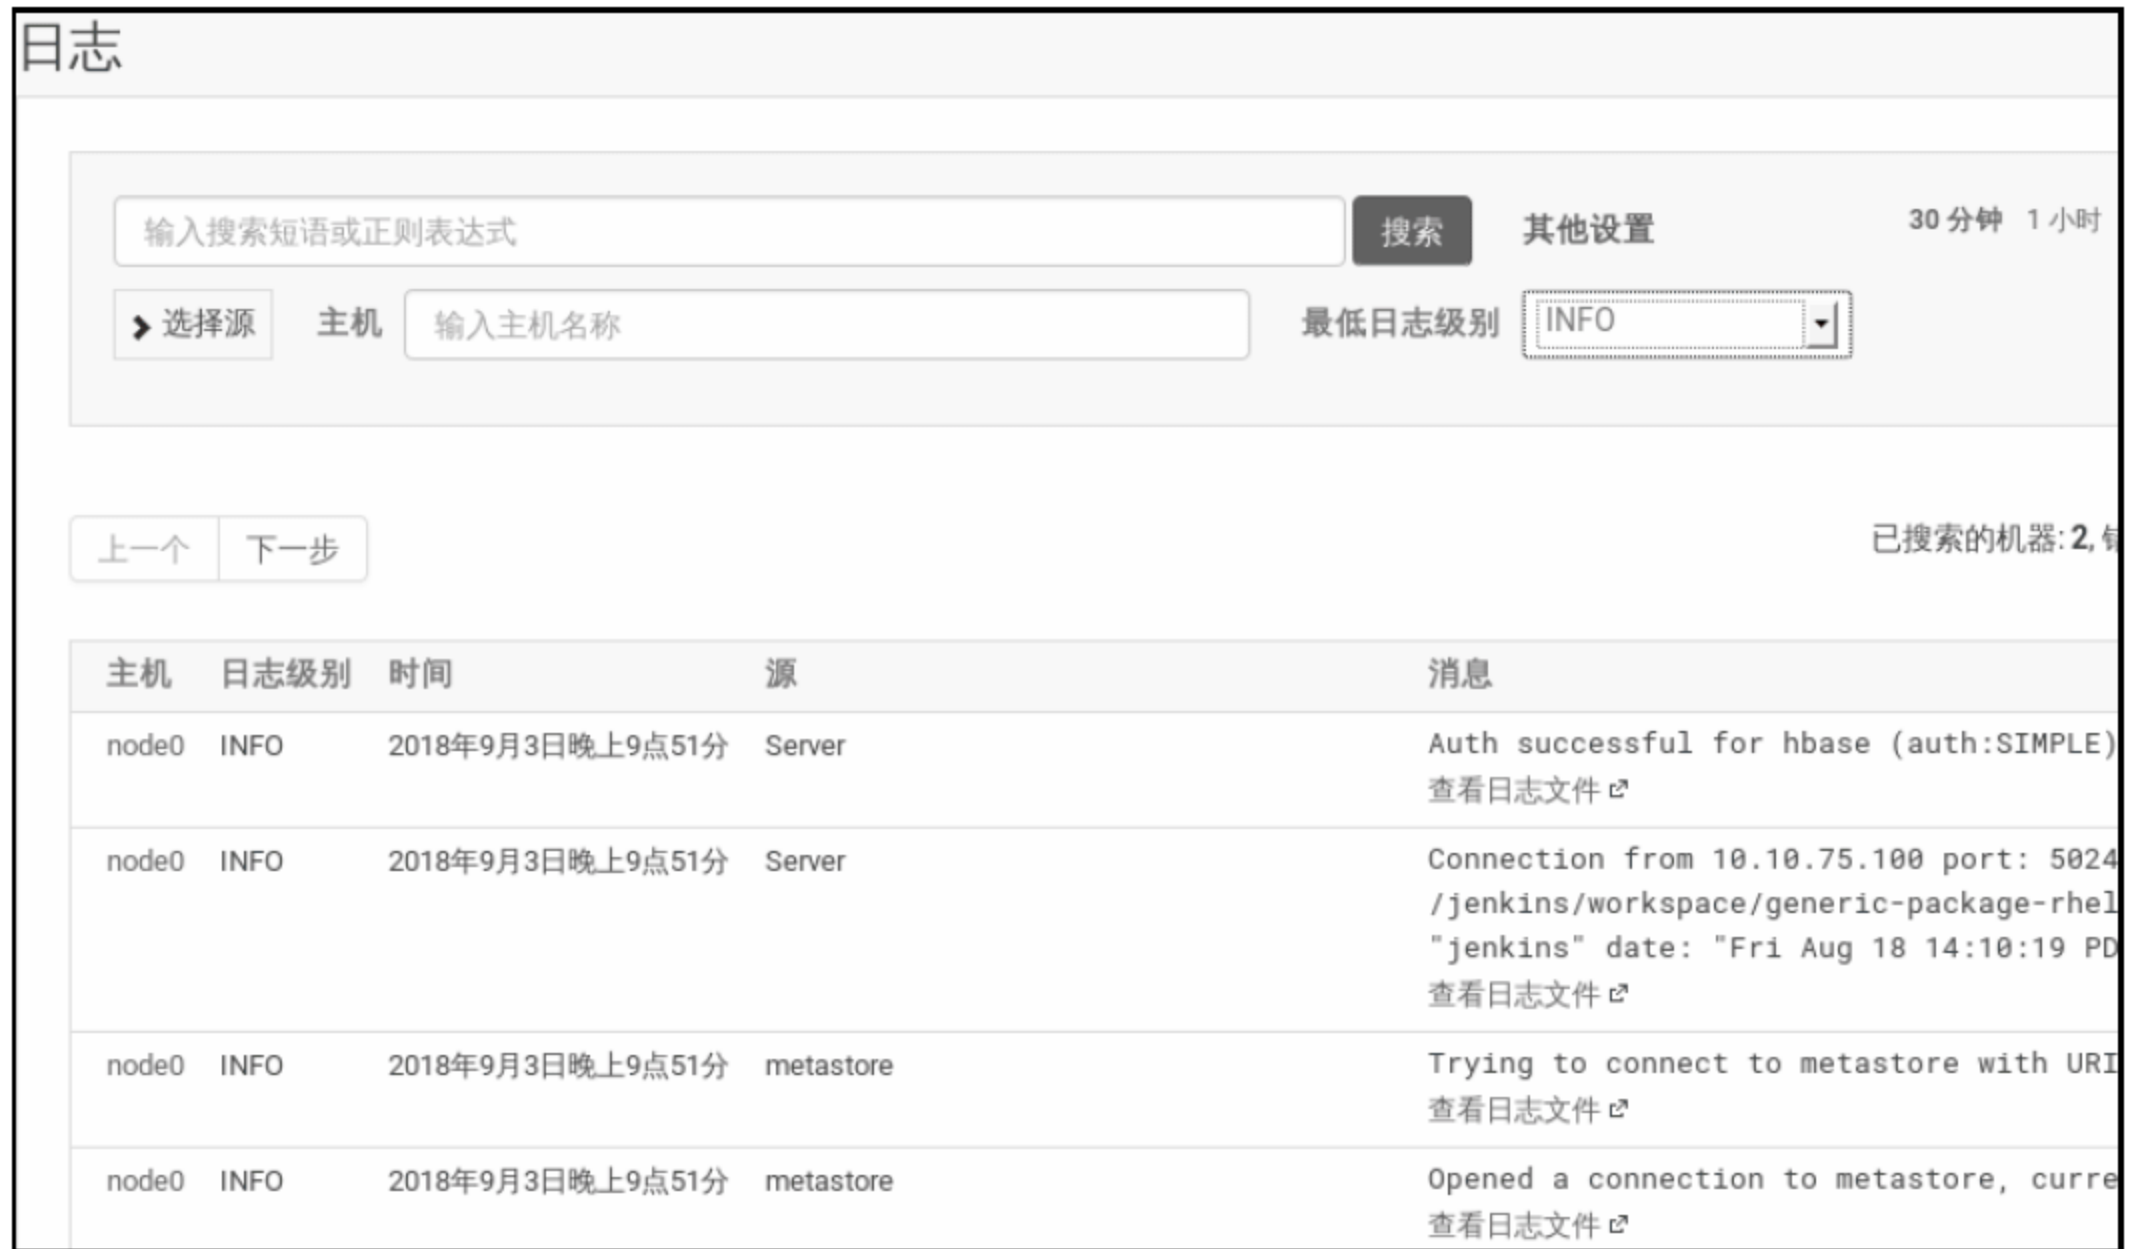 日志
输入搜索短语或正则表达式 搜索 其他设置 30 分钟 1 小时
选择源 主机 输入主机名称 最低日志级别 INFO
上一个 下一步 已搜索的机器: 2,
主机 日志级别 时间 源 消息
node0 INFO 2018年9月3日晚上9点51分 Server Auth successful for hbase (auth:SIMPLE)
查看日志文件
node0 INFO 2018年9月3日晚上9点51分 Server Connection from 10.10.75.100 port: 5024
/jenkins/workspace/generic-package-rhel
"jenkins" date: "Fri Aug 18 14:10:19 PD
查看日志文件
node0 INFO 2018年9月3日晚上9点51分 metastore Trying to connect to metastore with URI
查看日志文件
node0 INFO 2018年9月3日晚上9点51分 metastore Opened a connection to metastore, curre
查看日志文件